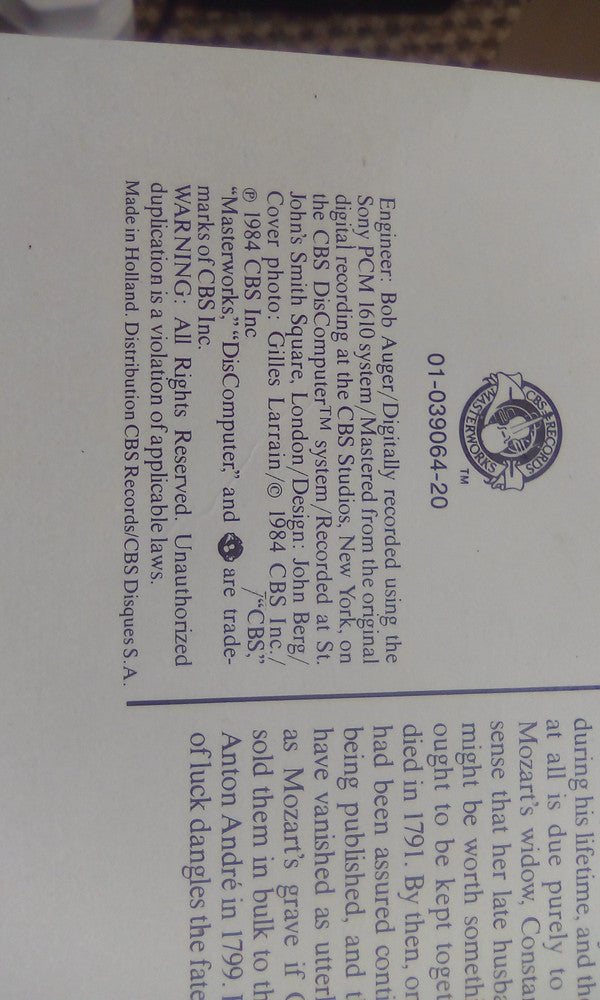 CBS RECORDS
MASTERWORKS
TM
01-039064-20
Engineer: Bob Auger/Digitally recorded using the
Sony PCM 1610 system/Mastered from the original
digital recording at the CBS Studios, New York, on
the CBS DisComputer™ system/Recorded at St.
John's Smith Square, London/Design: John Berg/
Cover photo: Gilles Larrain/© 1984 CBS Inc./
℗ 1984 CBS Inc /“CBS,”
“Masterworks,” “DisComputer,” and are trade-
marks of CBS Inc.
WARNING: All Rights Reserved. Unauthorized
duplication is a violation of applicable laws.
Made in Holland. Distribution CBS Records/CBS Disques S.A.
during his lifetime, and
at all is due purely to
Mozart's widow,
sense that her late
might be worth
ought to be kept
died in 1791. By then,
had been assured
being published, and
have vanished as
as Mozart's grave if
sold them in bulk to
Anton André in 1799.
of luck dangles the